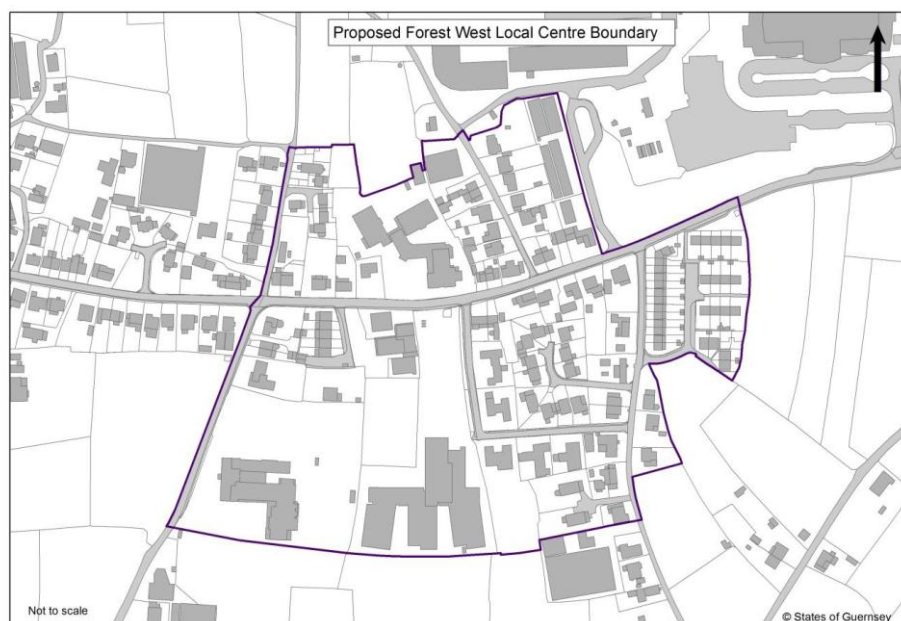 Proposed Forest West Local Centre Boundary
Not to scale
© States of Guernsey